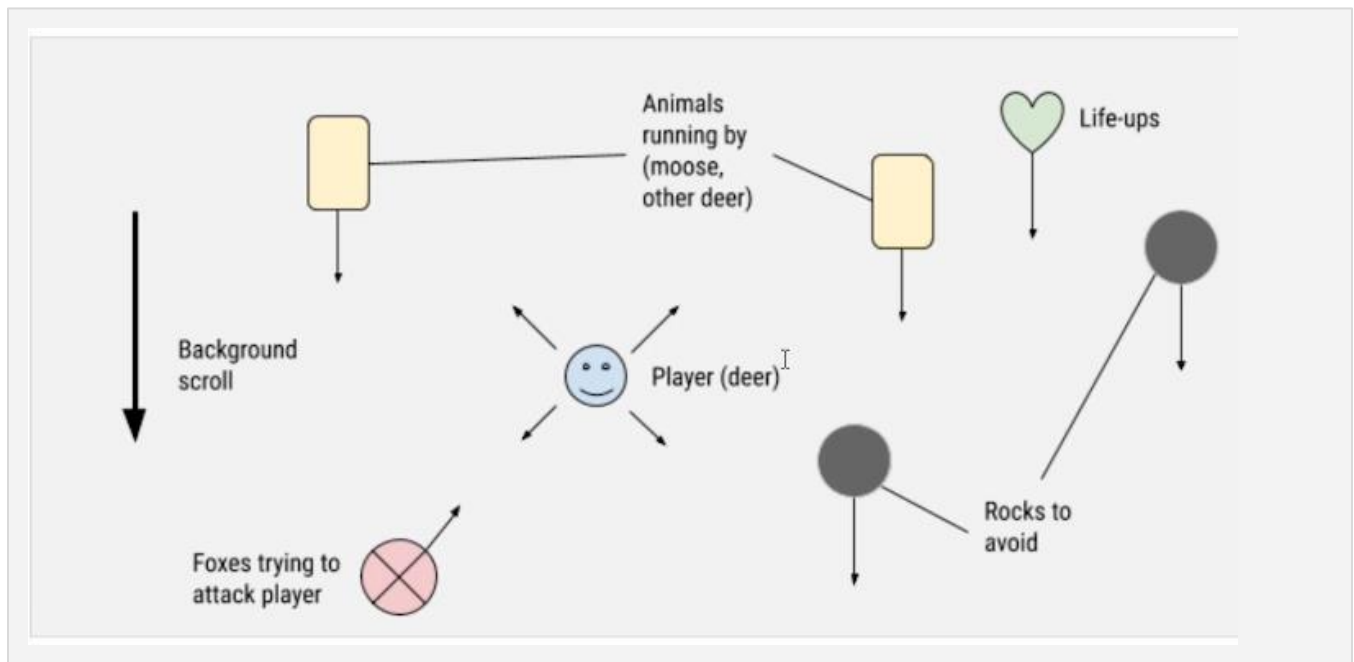 Animals
running by
(moose,
other deer)
Life-ups
Background
scroll
Player (deer)
Rocks to
avoid
Foxes trying to
attack player